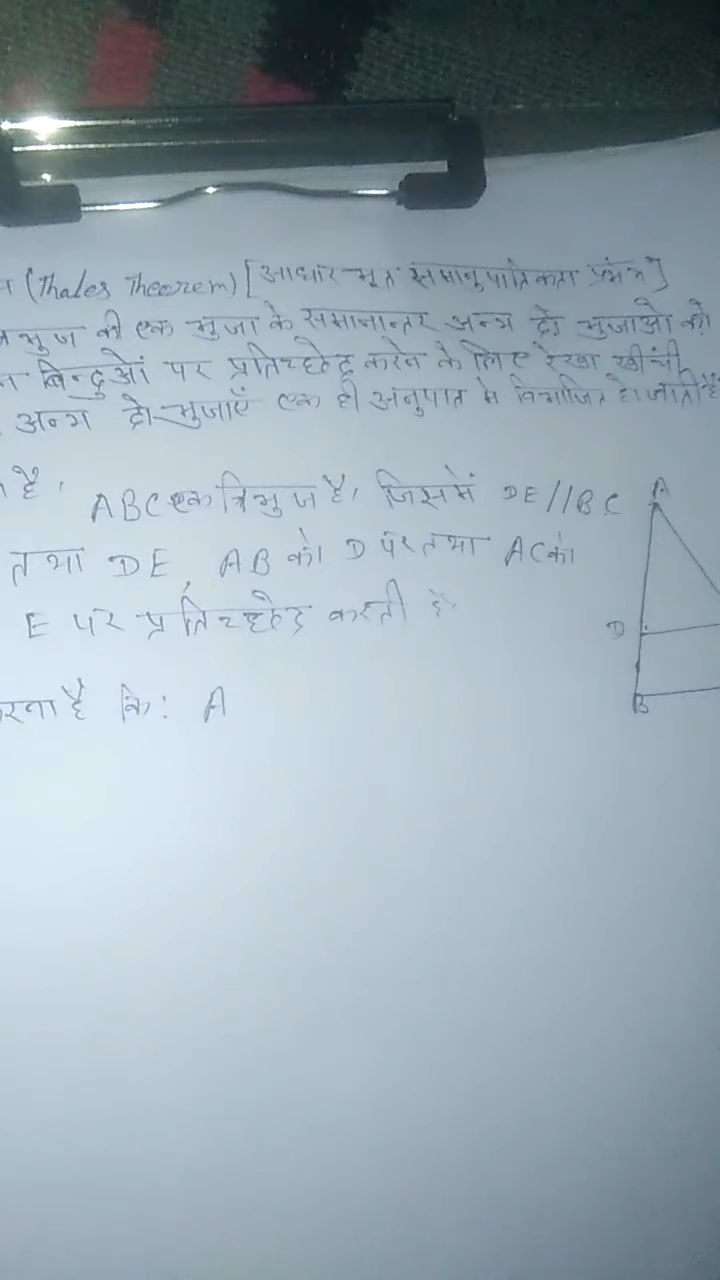 (Thales Theorem) [आधारभूत समानुपातिकता प्रमेय]
भुज की एक भुजा के समानान्तर अन्य दो भुजाओ को
न बिन्दुओं पर प्रतिच्छेद करने के लिए रेखा खींची
अन्य दो भुजाएँ एक ही अनुपात मे विभाजित हो जाती है
है, ABC एक त्रिभुज है, जिसमें DE//BC
तथा DE, AB को D पर तथा AC को
E पर प्रतिच्छेद करती है
रना है कि: A
A
D
B